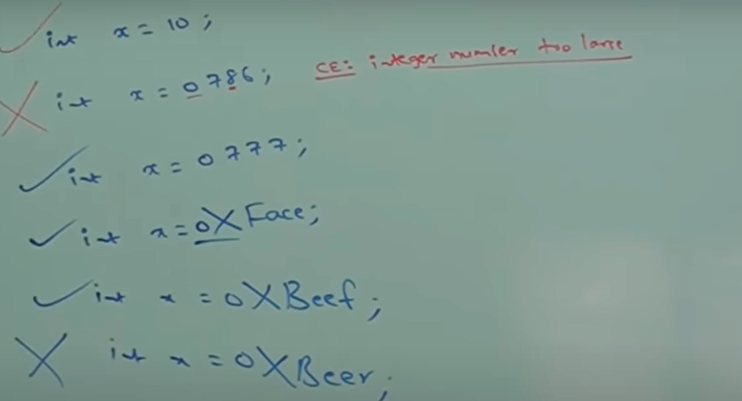 int x = 10;
int x = 0786; CE: integer number too large
int x = 0777;
int x = 0XFace;
int x = 0XBeef;
int x = 0XBeer;